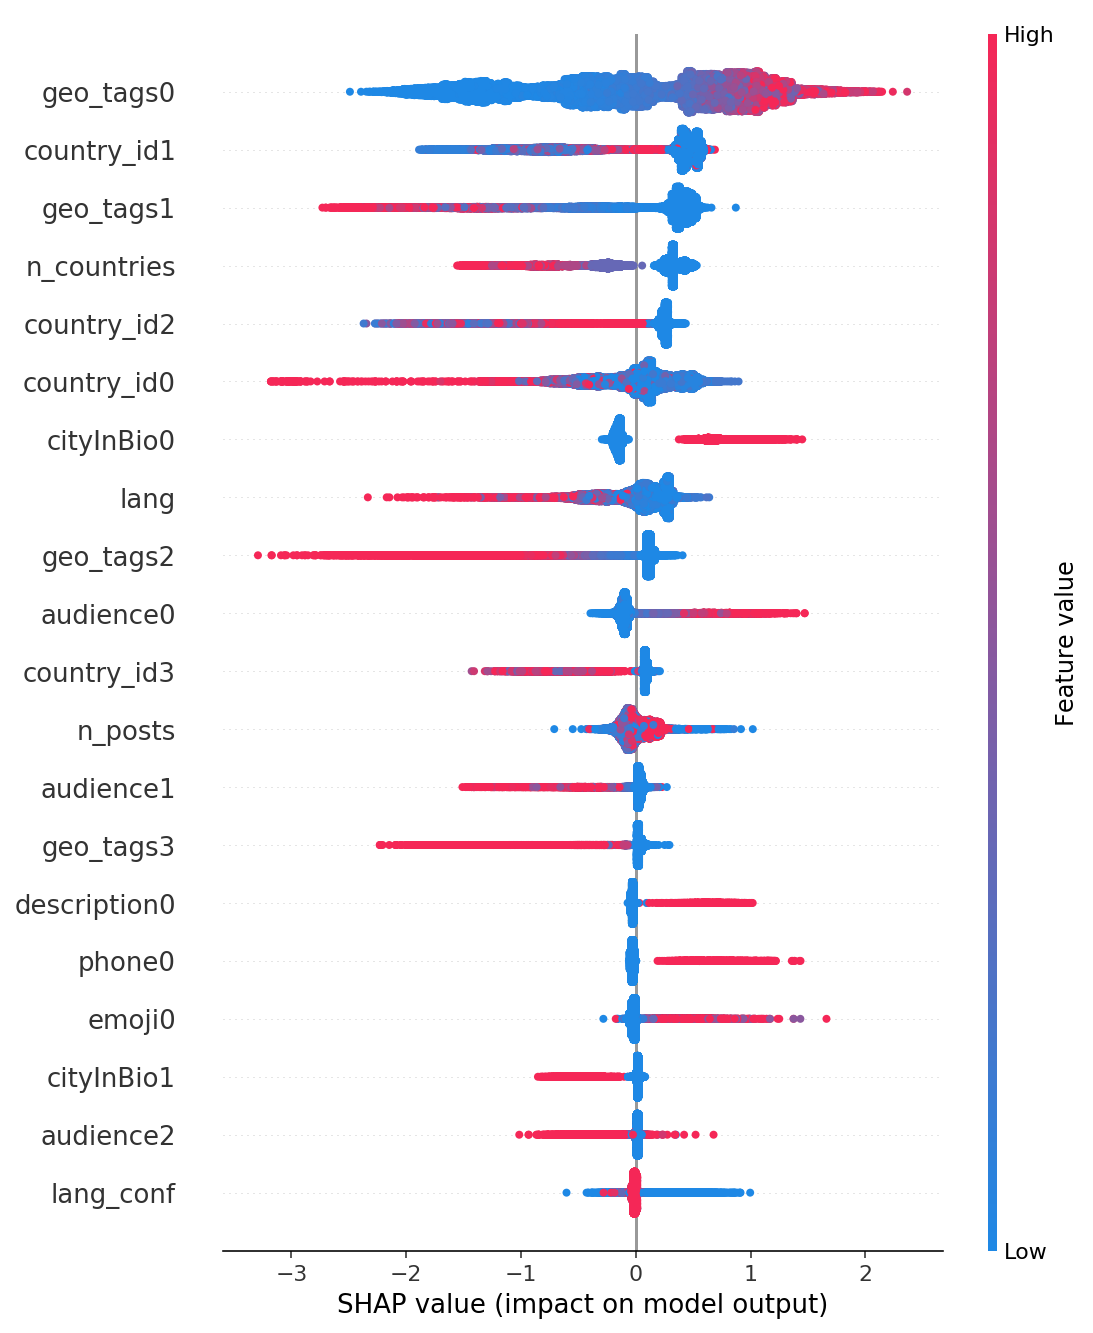 High
geo_tags0
country_id1
geo_tags1
n_countries
country_id2
country_id0
cityInBio0
lang
geo_tags2
audience0
country_id3
n_posts
audience1
geo_tags3
description0
phone0
emoji0
cityInBio1
audience2
lang_conf
Feature value
Low
−3 −2 −1 0 1 2
SHAP value (impact on model output)